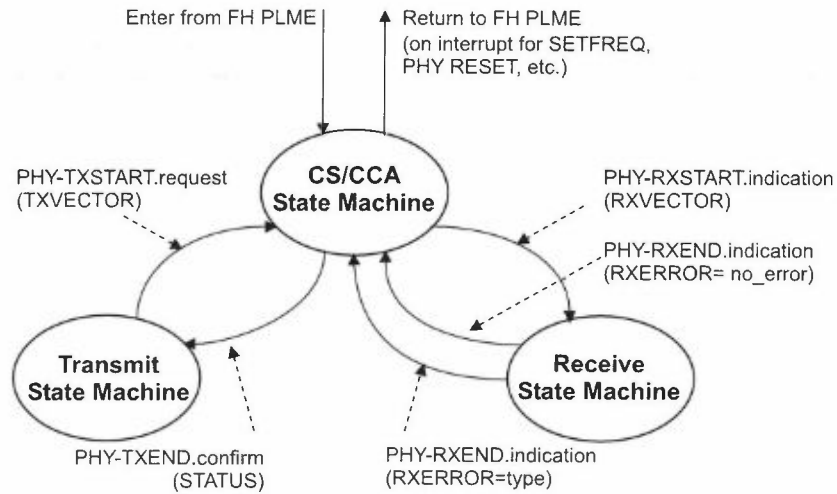 Enter from FH PLME
Return to FH PLME
(on interrupt for SETFREQ,
PHY RESET, etc.)
CS/CCA
State Machine
PHY-TXSTART.request
(TXVECTOR)
PHY-RXSTART.indication
(RXVECTOR)
PHY-RXEND.indication
(RXERROR= no_error)
Transmit
State Machine
Receive
State Machine
PHY-TXEND.confirm
(STATUS)
PHY-RXEND.indication
(RXERROR=type)